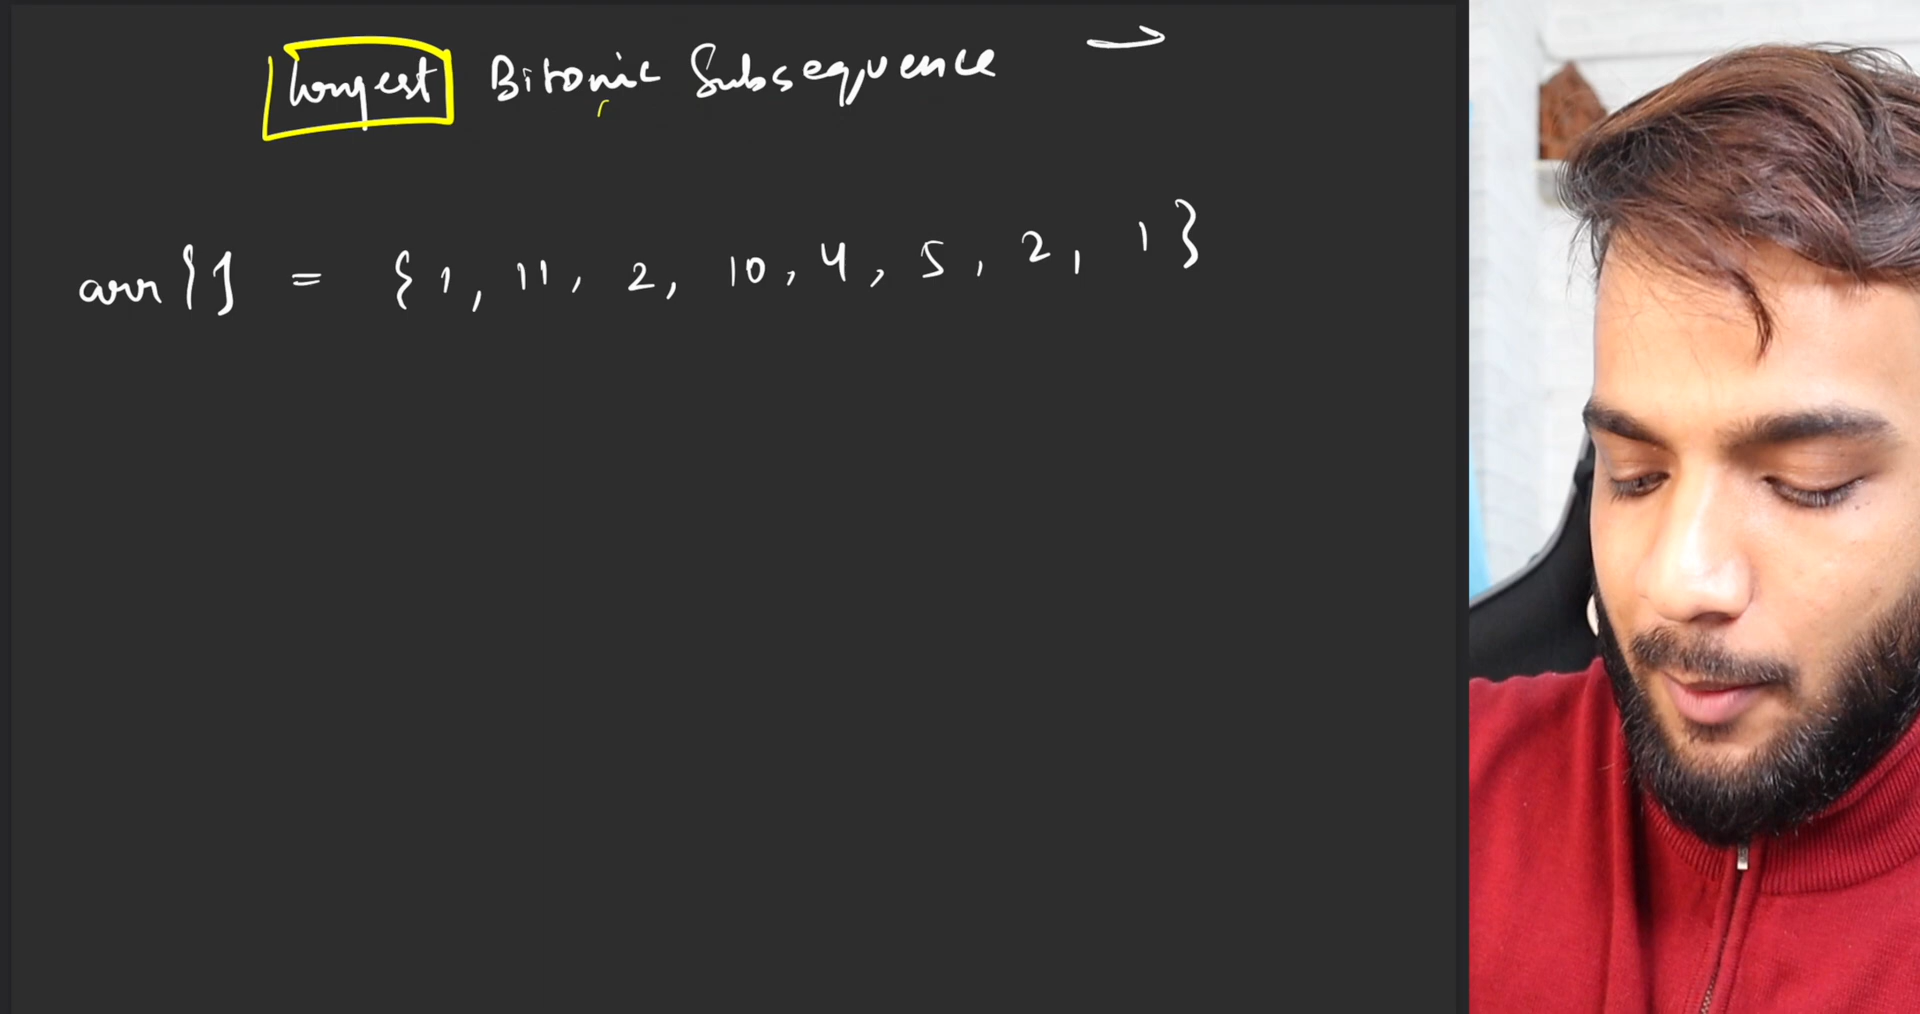 Longest Bitonic Subsequence →
arr[] = {1, 11, 2, 10, 4, 5, 2, 1}